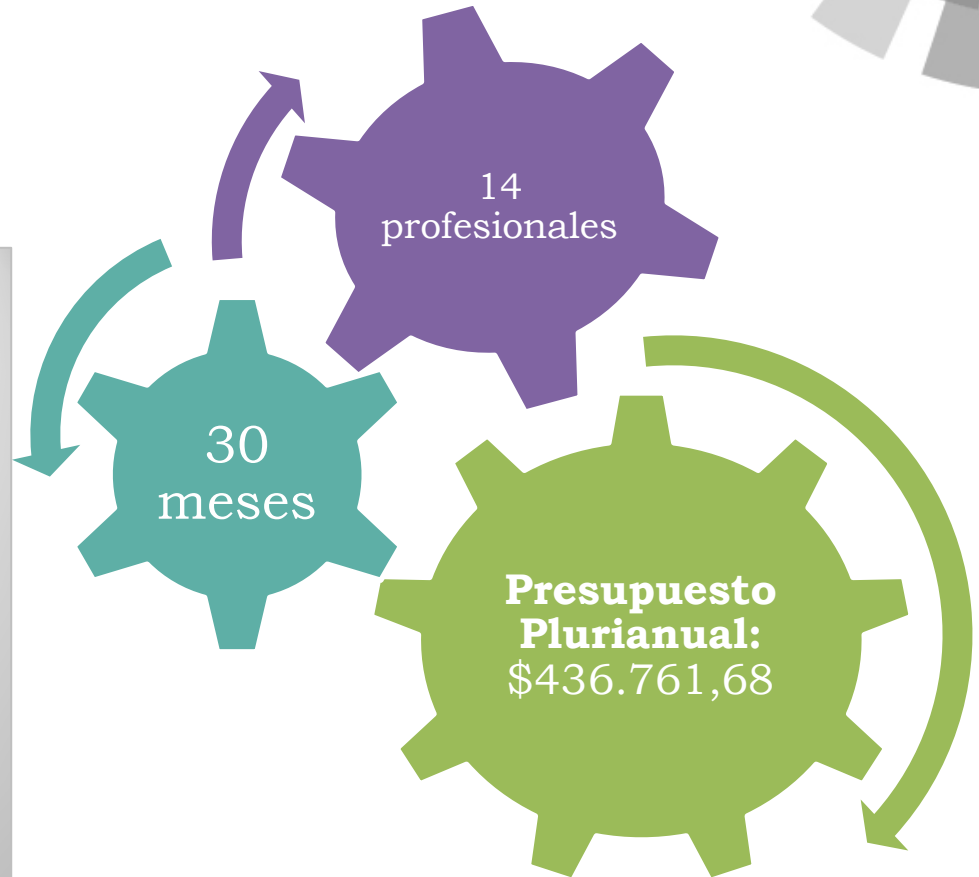 14
profesionales
30
meses
Presupuesto
Plurianual:
$436.761,68